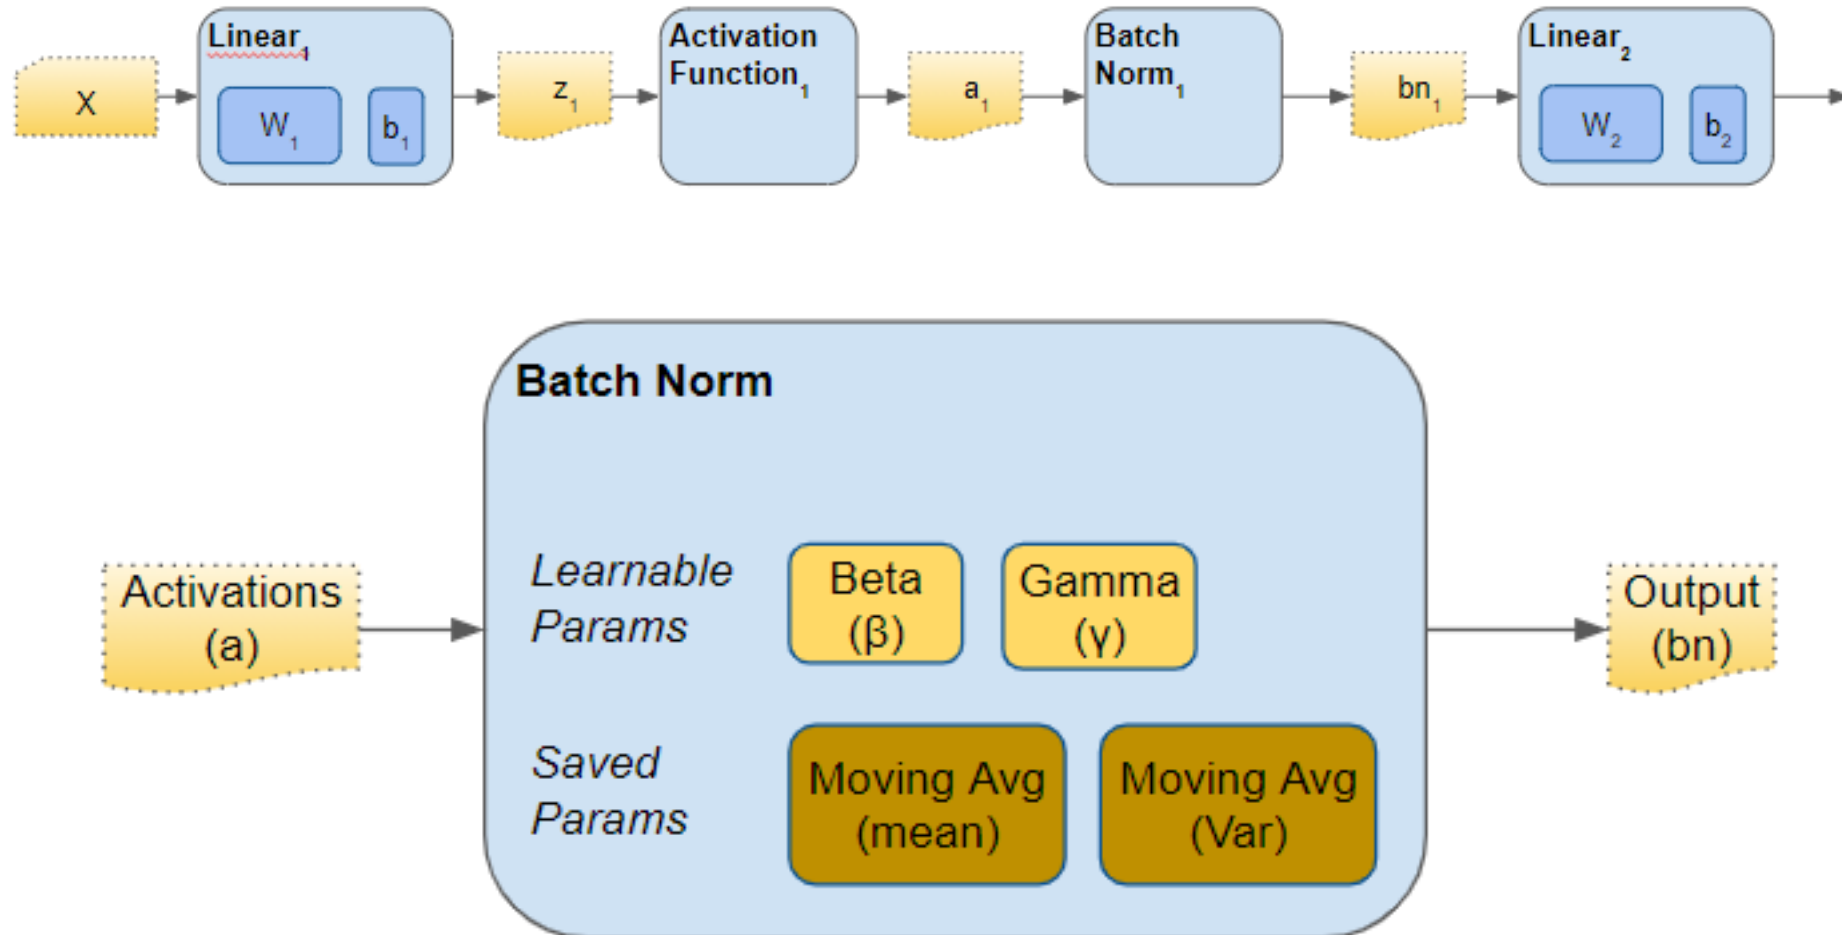 Linear₁
W₁
b₁
X
z₁
Activation
Function₁
a₁
Batch
Norm₁
bn₁
Linear₂
W₂
b₂
Batch Norm
Activations
(a)
Learnable
Params
Beta
(β)
Gamma
(γ)
Saved
Params
Moving Avg
(mean)
Moving Avg
(Var)
Output
(bn)